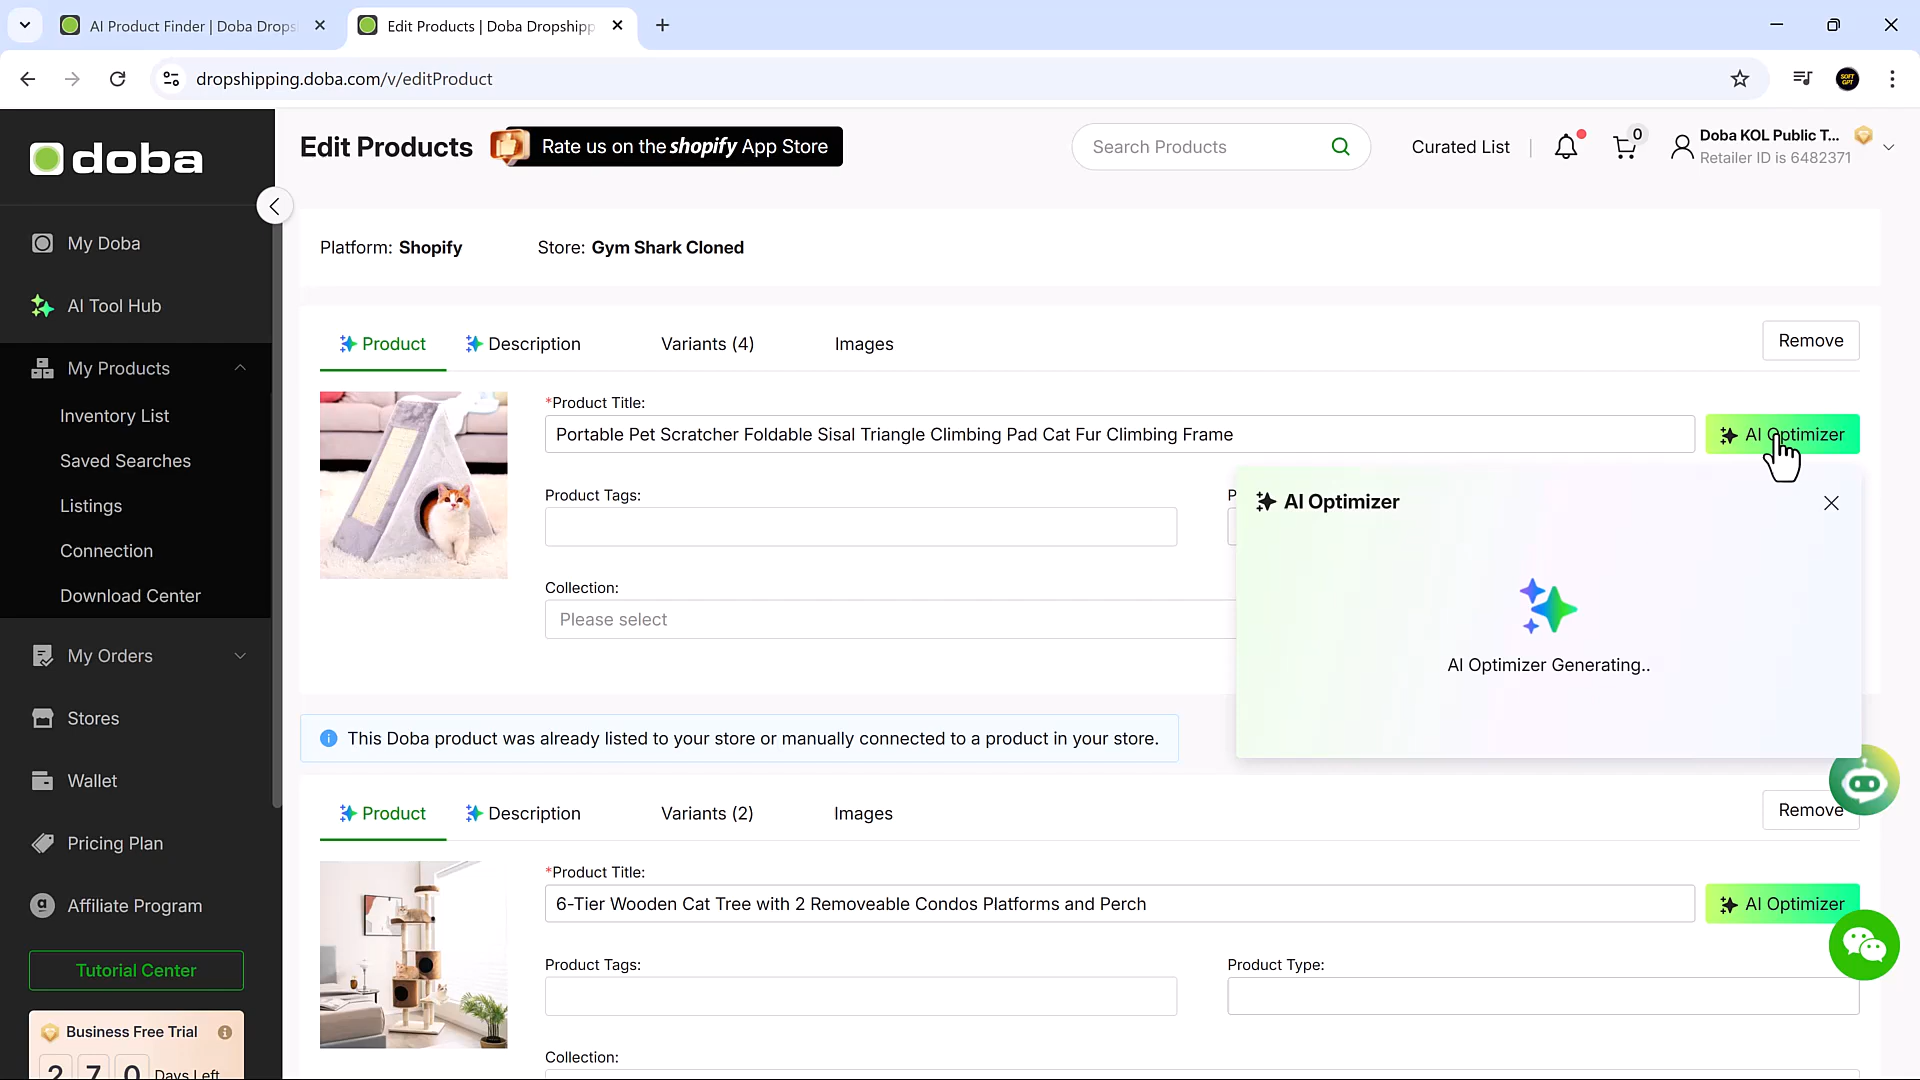 AI Product Finder | Doba Drops
Edit Products | Doba Dropshipp
dropshipping.doba.com/v/editProduct
doba
Edit Products
Rate us on the shopify App Store
Search Products
Curated List
0
Doba KOL Public T...
Retailer ID is 6482371
My Doba
AI Tool Hub
My Products
Inventory List
Saved Searches
Listings
Connection
Download Center
My Orders
Stores
Wallet
Pricing Plan
Affiliate Program
Tutorial Center
Business Free Trial
2 7 0 Days Left
Platform: Shopify
Store: Gym Shark Cloned
Product
Description
Variants (4)
Images
Remove
*Product Title:
Portable Pet Scratcher Foldable Sisal Triangle Climbing Pad Cat Fur Climbing Frame
AI Optimizer
Product Tags:
P
AI Optimizer
AI Optimizer Generating..
Collection:
Please select
This Doba product was already listed to your store or manually connected to a product in your store.
Product
Description
Variants (2)
Images
Remove
*Product Title:
6-Tier Wooden Cat Tree with 2 Removeable Condos Platforms and Perch
AI Optimizer
Product Tags:
Product Type:
Collection: